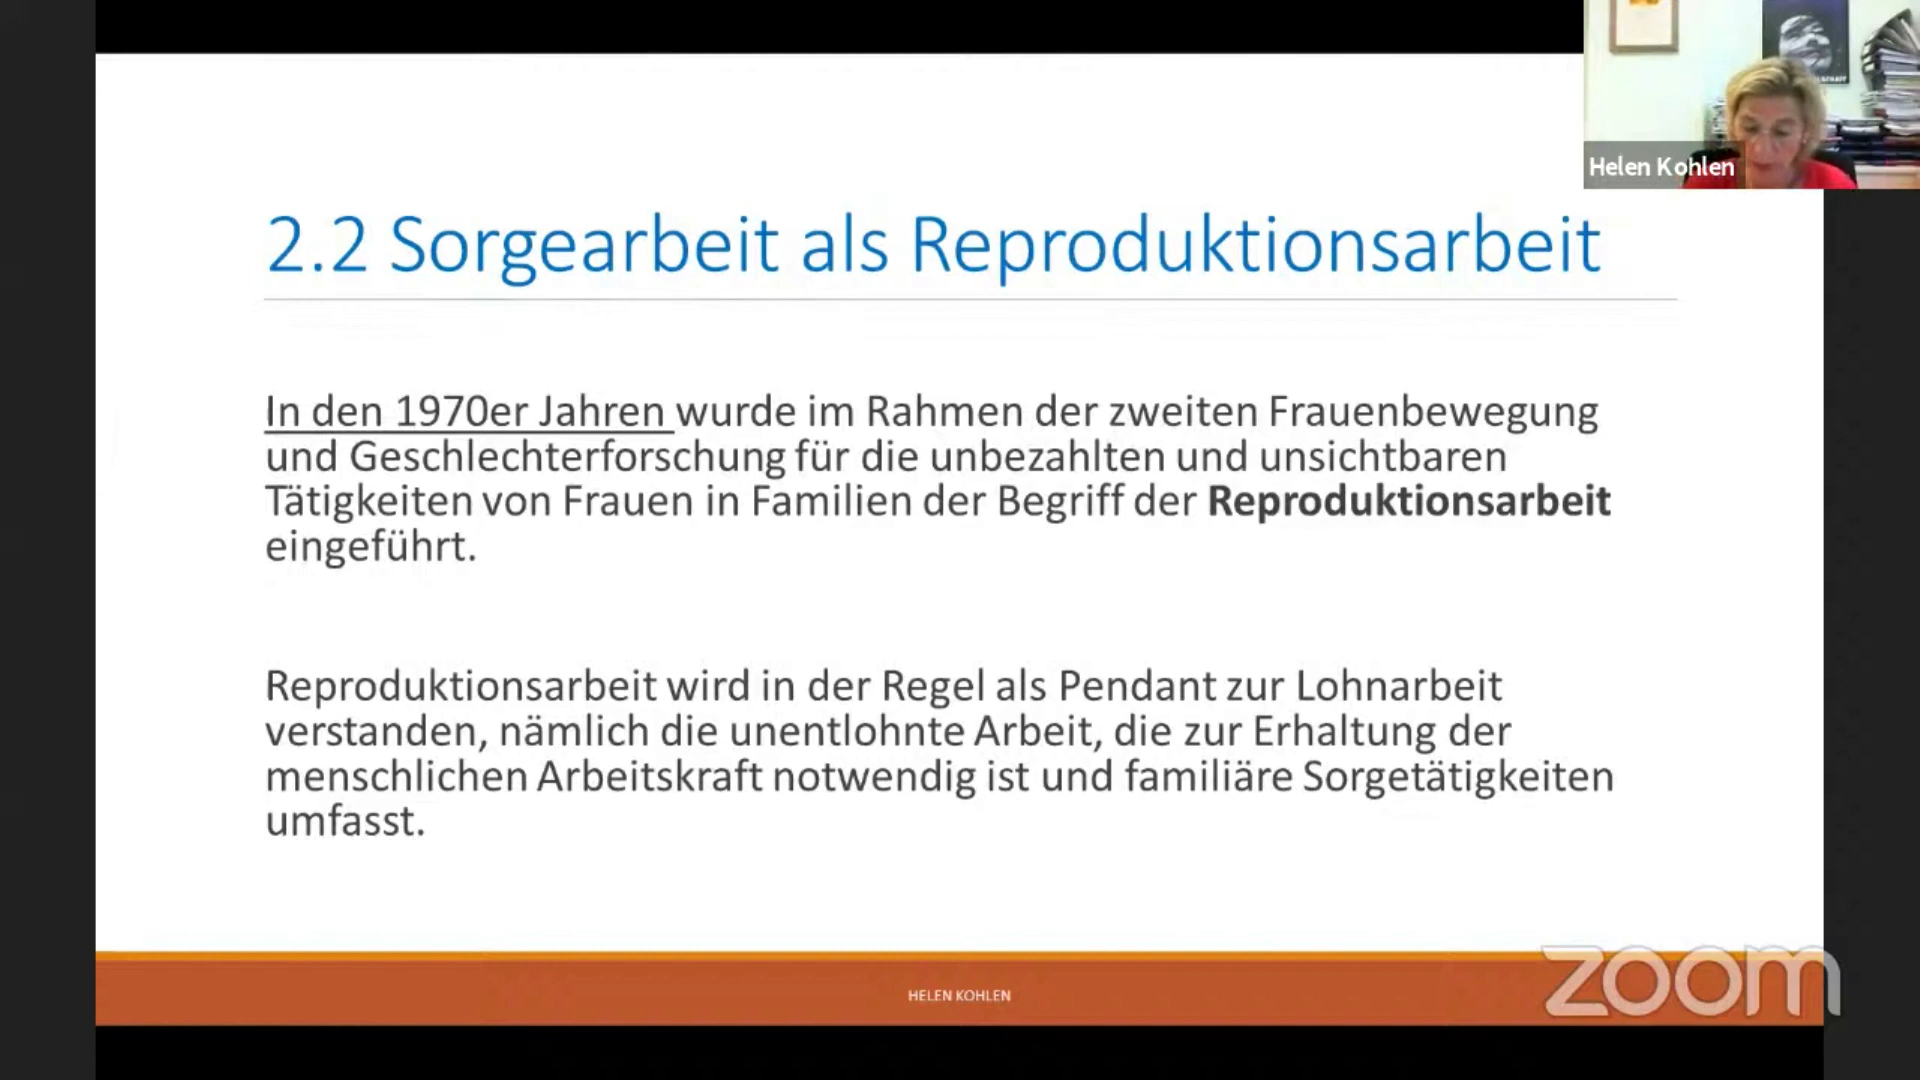 Helen Kohlen
2.2 Sorgearbeit als Reproduktionsarbeit
In den 1970er Jahren wurde im Rahmen der zweiten Frauenbewegung
und Geschlechterforschung für die unbezahlten und unsichtbaren
Tätigkeiten von Frauen in Familien der Begriff der Reproduktionsarbeit
eingeführt.
Reproduktionsarbeit wird in der Regel als Pendant zur Lohnarbeit
verstanden, nämlich die unentlohnte Arbeit, die zur Erhaltung der
menschlichen Arbeitskraft notwendig ist und familiäre Sorgetätigkeiten
umfasst.
HELEN KOHLEN
zoom